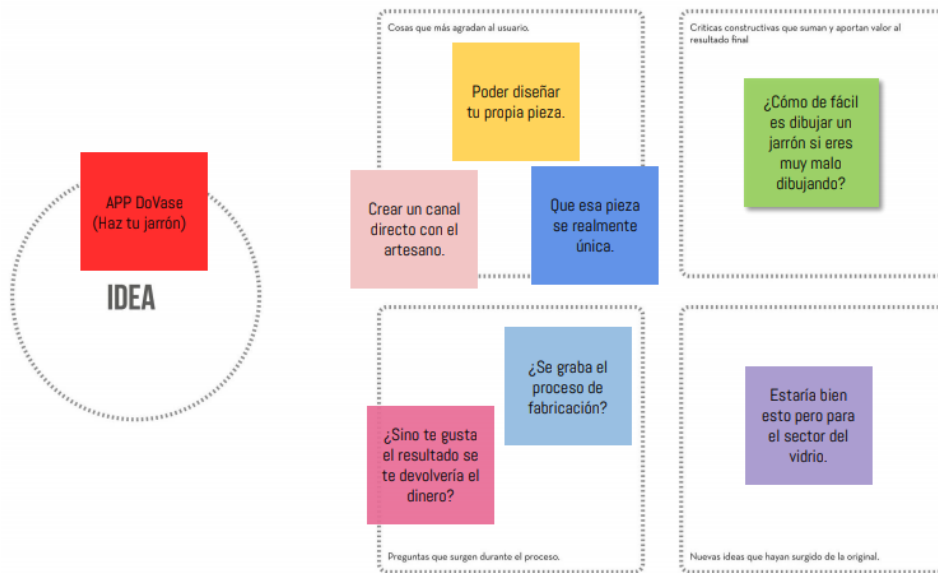 APP DoVase
(Haz tu jarrón)
IDEA
Cosas que más agradan al usuario.
Poder diseñar
tu propia pieza.
Crear un canal
directo con el
artesano.
Que esa pieza
se realmente
única.
Críticas constructivas que suman y aportan valor al
resultado final
¿Cómo de fácil
es dibujar un
jarrón si eres
muy malo
dibujando?
¿Se graba el
proceso de
fabricación?
¿Sino te gusta
el resultado se
te devolvería el
dinero?
Preguntas que surgen durante el proceso.
Estaría bien
esto pero para
el sector del
vidrio.
Nuevas ideas que hayan surgido de la original.